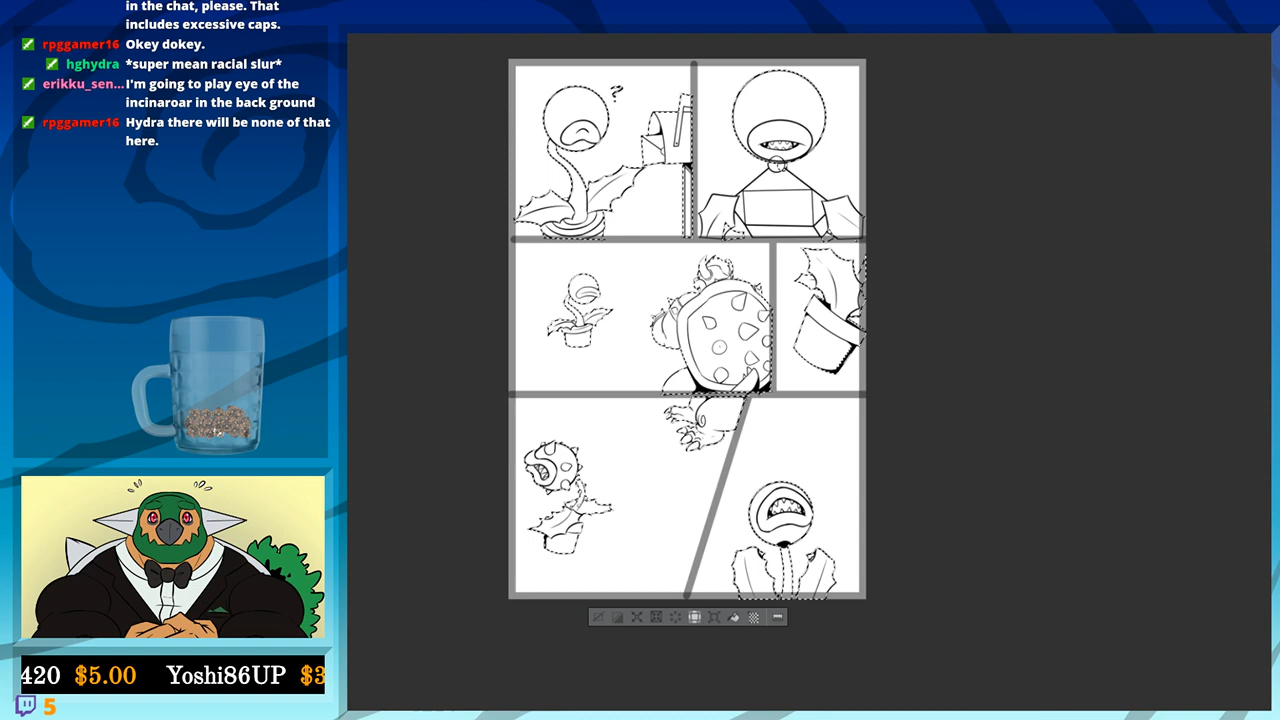 in the chat, please. That
includes excessive caps.
rpggamer16 Okey dokey.
hghydra *super mean racial slur*
erikku_sen... I'm going to play eye of the
incinaroar in the back ground
rpggamer16 Hydra there will be none of that
here.
?
420 $5.00 Yoshi86UP $3
5